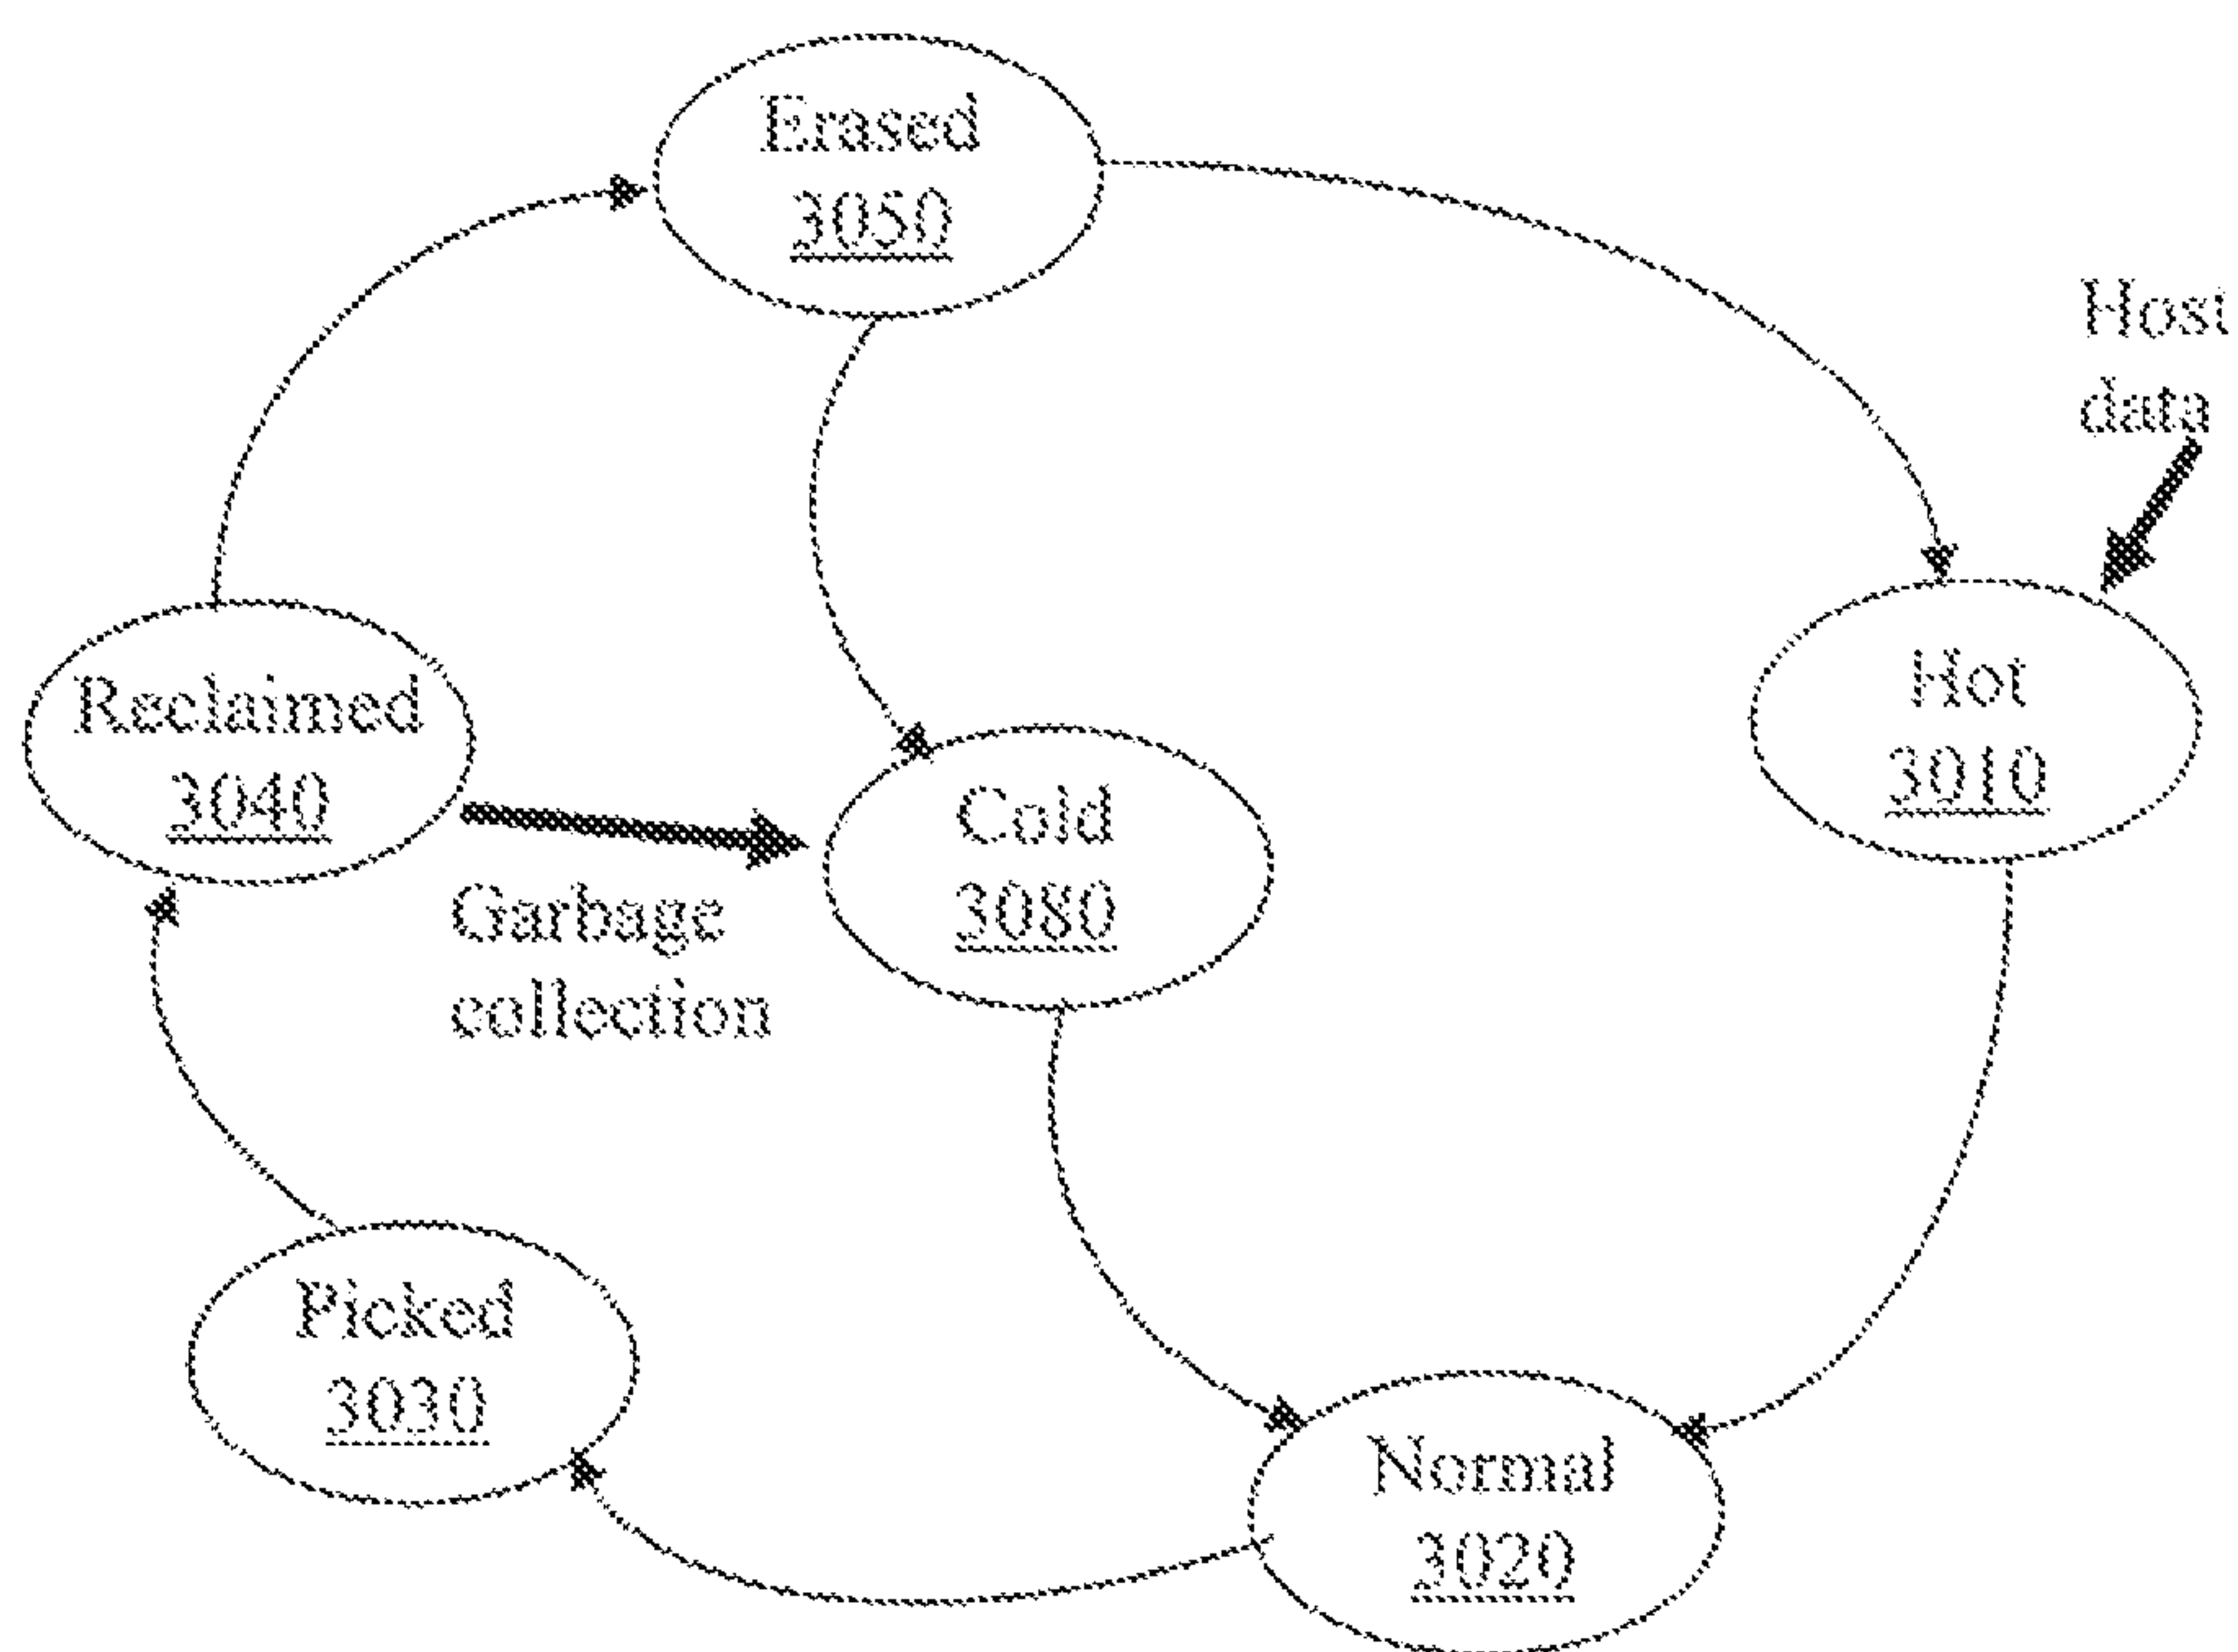 Erased
3050
Host
data
Hot
3010
Reclaimed
3040
Cold
3080
Garbage
collection
Picked
3030
Normal
3020